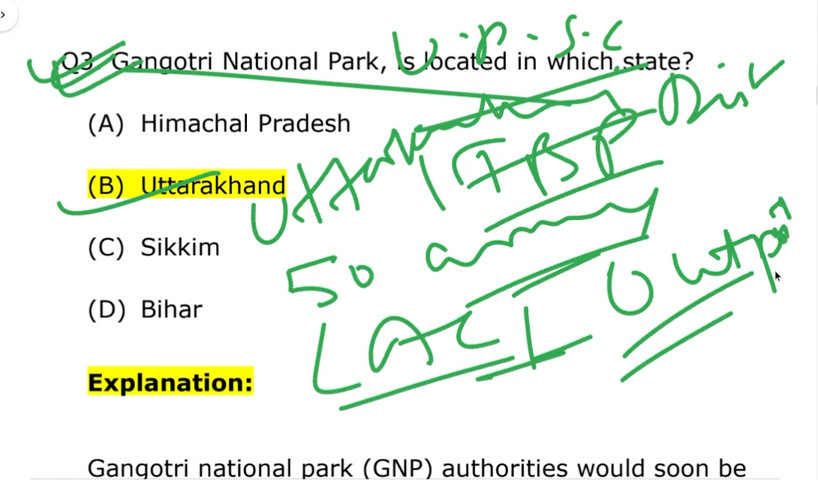 U.P.S.C
Q3. Gangotri National Park, is located in which state?
(A) Himachal Pradesh
Uttarakhand
ITBP
(B) Uttarakhand
50 army
(C) Sikkim
LAC
(D) Bihar
Explanation:
Gangotri national park (GNP) authorities would soon be